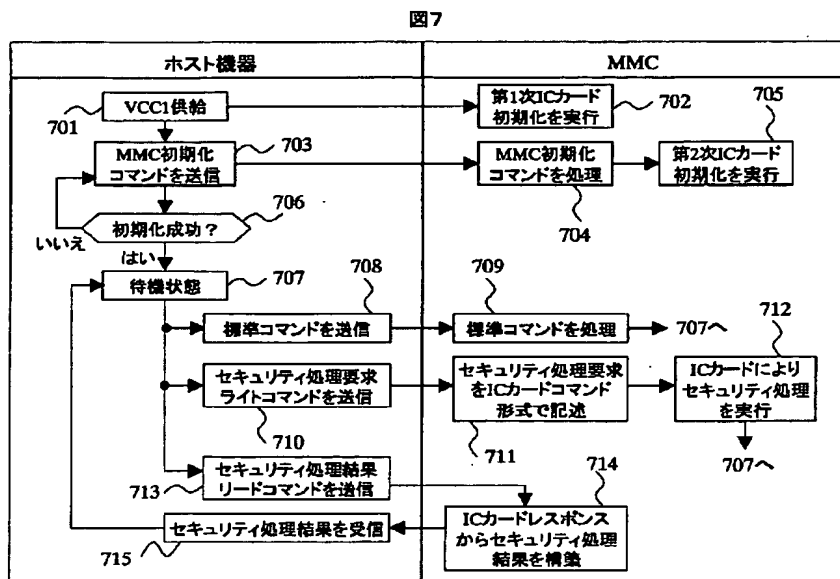 図7
ホスト機器
MMC
VCC1供給
701
第1次ICカード
初期化を実行
702
705
MMC初期化
コマンドを送信
703
MMC初期化
コマンドを処理
704
第2次ICカード
初期化を実行
初期化成功？
706
いいえ
はい
待機状態
707
708
標準コマンドを送信
709
標準コマンドを処理
707へ
712
セキュリティ処理要求
ライトコマンドを送信
710
セキュリティ処理要求
をICカードコマンド
形式で記述
711
ICカードにより
セキュリティ処理
を実行
707へ
セキュリティ処理結果
リードコマンドを送信
713
714
セキュリティ処理結果を受信
715
ICカードレスポンス
からセキュリティ処理
結果を構築